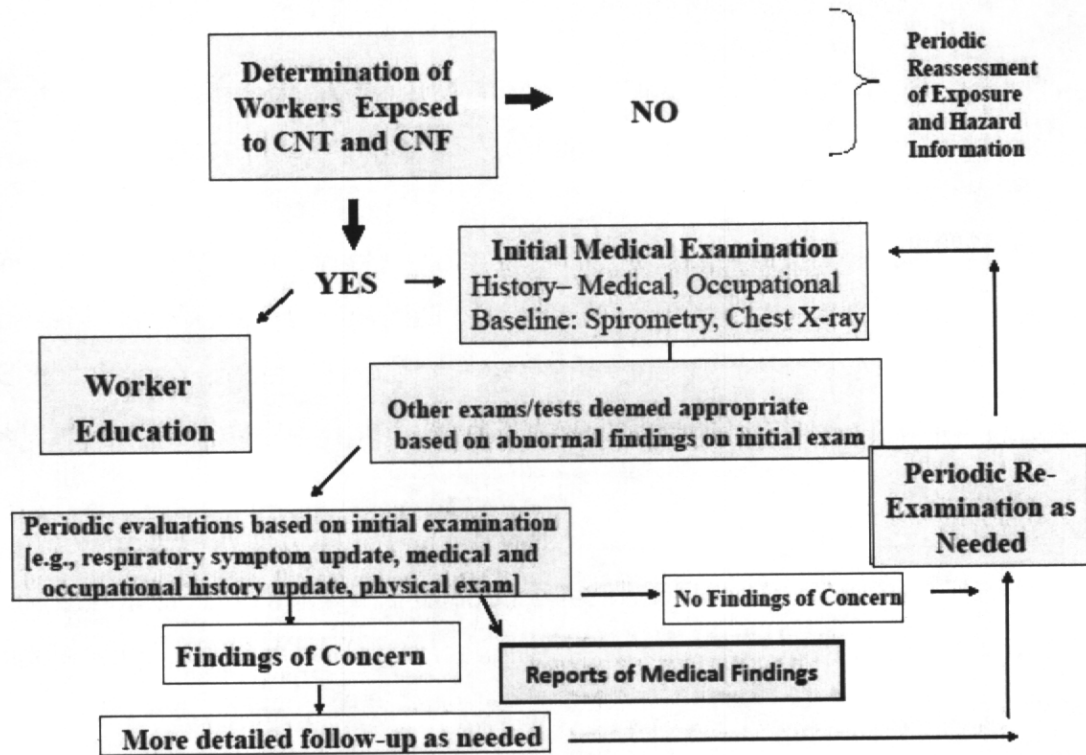 Determination of
Workers Exposed
to CNT and CNF
NO
Periodic
Reassessment
of Exposure
and Hazard
Information
YES
Initial Medical Examination
History– Medical, Occupational
Baseline: Spirometry, Chest X-ray
Worker
Education
Other exams/tests deemed appropriate
based on abnormal findings on initial exam
Periodic Re-
Examination as
Needed
Periodic evaluations based on initial examination
[e.g., respiratory symptom update, medical and
occupational history update, physical exam]
No Findings of Concern
Findings of Concern
Reports of Medical Findings
More detailed follow-up as needed